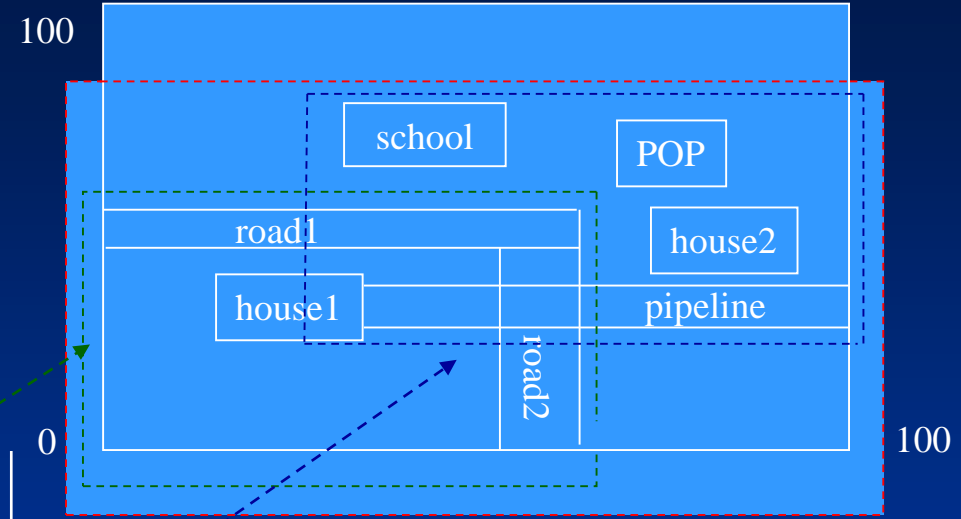 100
school
POP
road1
house2
house1
pipeline
road2
0
100